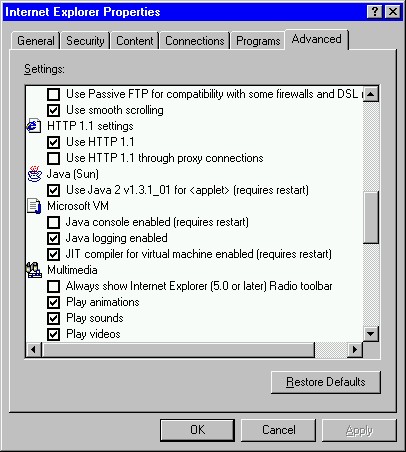 Internet Explorer Properties
General Security Content Connections Programs Advanced
Settings:
Use Passive FTP for compatibility with some firewalls and DSL
Use smooth scrolling
HTTP 1.1 settings
Use HTTP 1.1
Use HTTP 1.1 through proxy connections
Java (Sun)
Use Java 2 v1.3.1_01 for <applet> (requires restart)
Microsoft VM
Java console enabled (requires restart)
Java logging enabled
JIT compiler for virtual machine enabled (requires restart)
Multimedia
Always show Internet Explorer (5.0 or later) Radio toolbar
Play animations
Play sounds
Play videos
Restore Defaults
OK Cancel Apply